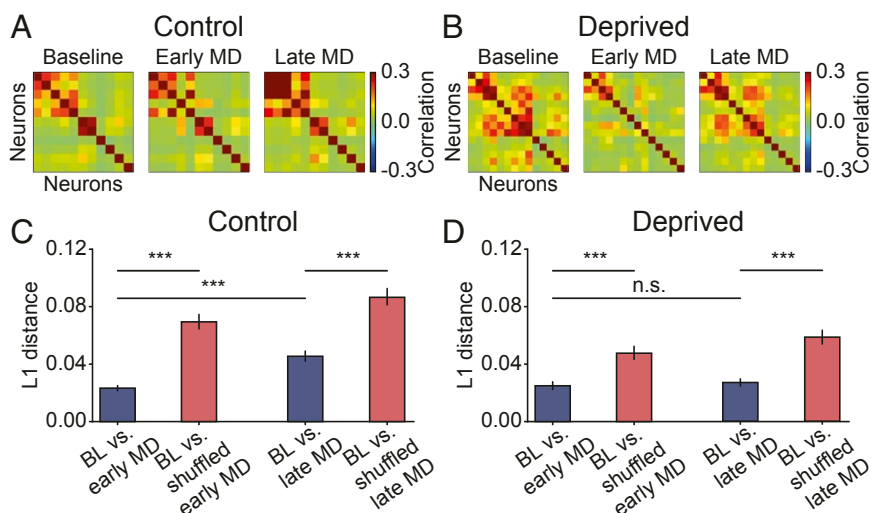 A
Control
Baseline
Early MD
Late MD
Neurons
Neurons
0.3
0.0
-0.3
Correlation
B
Deprived
Baseline
Early MD
Late MD
Neurons
Neurons
0.3
0.0
-0.3
Correlation
C
Control
L1 distance
0.12
0.08
0.04
0.00
***
***
***
BL vs.
early MD
BL vs.
shuffled
early MD
BL vs.
late MD
BL vs.
shuffled
late MD
D
Deprived
L1 distance
0.12
0.08
0.04
0.00
***
n.s.
***
BL vs.
early MD
BL vs.
shuffled
early MD
BL vs.
late MD
BL vs.
shuffled
late MD